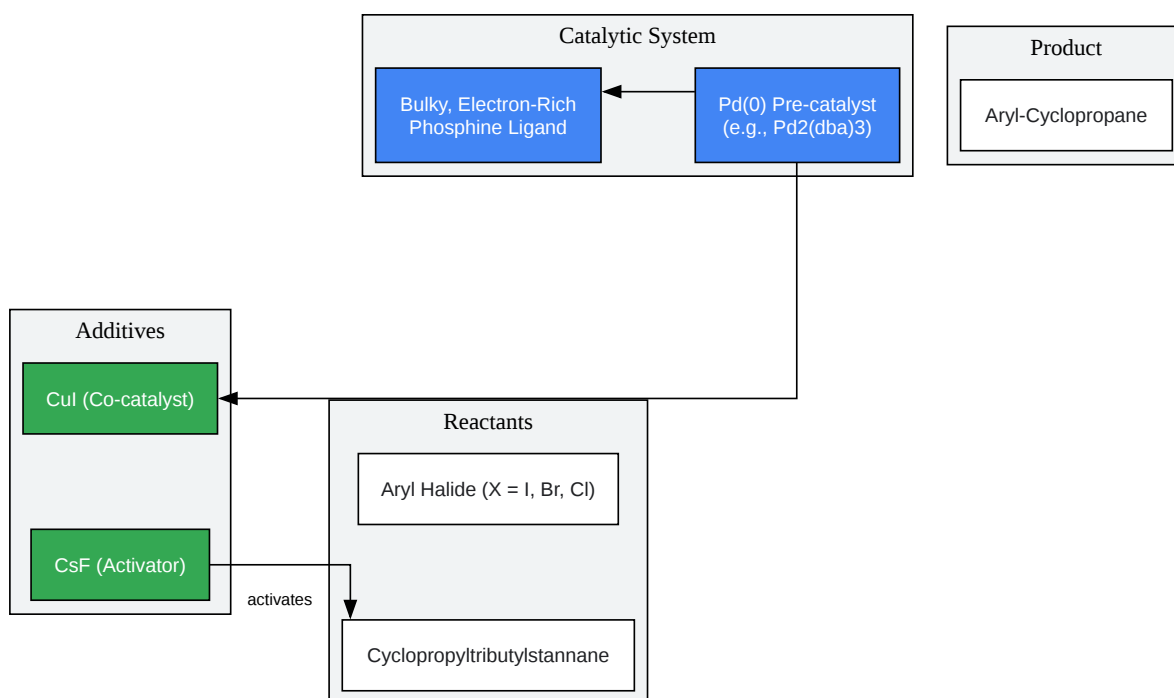 Catalytic System
Bulky, Electron-Rich
Phosphine Ligand
Pd(0) Pre-catalyst
(e.g., Pd2(dba)3)
Product
Aryl-Cyclopropane
Additives
CuI (Co-catalyst)
CsF (Activator)
activates
Reactants
Aryl Halide (X = I, Br, Cl)
Cyclopropyltributylstannane